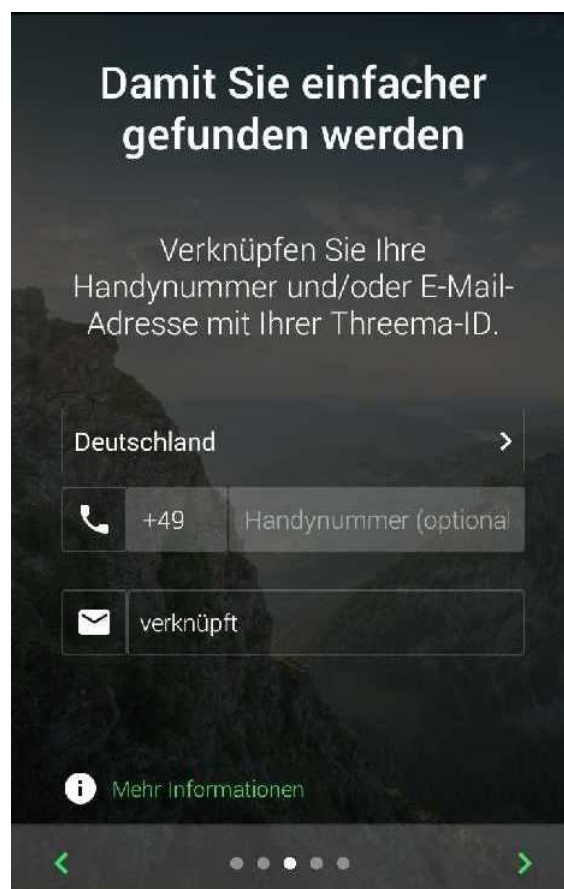 Damit Sie einfacher
gefunden werden
Verknüpfen Sie Ihre
Handynummer und/oder E-Mail-
Adresse mit Ihrer Threema-ID.
Deutschland
+49 Handynummer (optional
verknüpft
Mehr Informationen